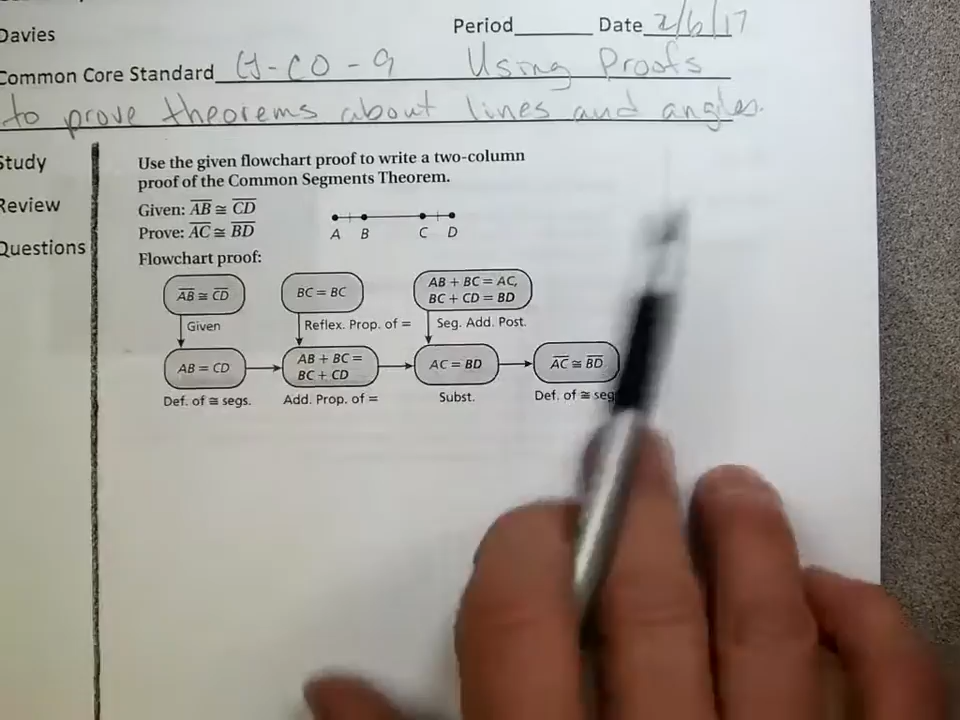 Davies Period______ Date 2/6/17
Common Core Standard G-CO-9 Using Proofs
to prove theorems about lines and angles.
Study
Review
Questions
Use the given flowchart proof to write a two-column
proof of the Common Segments Theorem.
Given: AB ≅ CD
Prove: AC ≅ BD
A B C D
Flowchart proof:
AB ≅ CD
BC = BC
AB + BC = AC,
BC + CD = BD
Given
Reflex. Prop. of =
Seg. Add. Post.
AB = CD
AB + BC =
BC + CD
AC = BD
AC ≅ BD
Def. of ≅ segs.
Add. Prop. of =
Subst.
Def. of ≅ seg